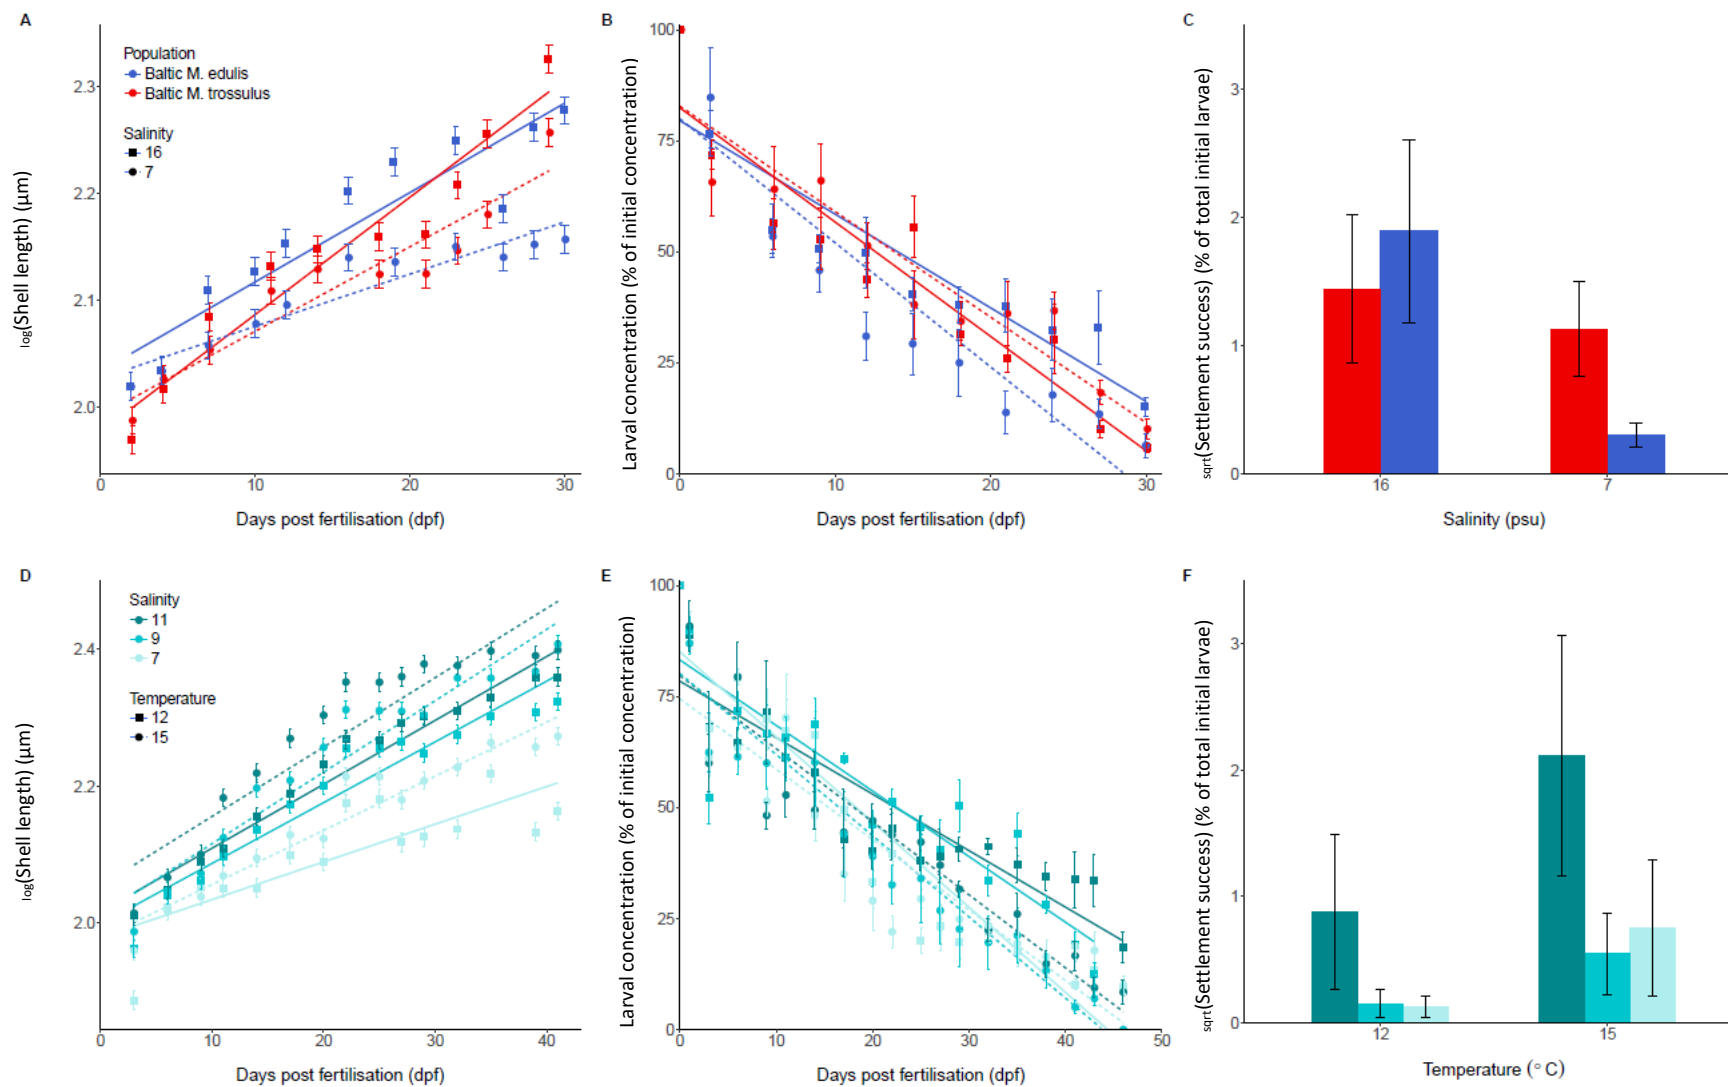 A
Population
Baltic M. edulis
Baltic M. trossulus
Salinity
16
7
log(Shell length) (µm)
2.3
2.2
2.1
2.0
0
10
20
30
Days post fertilisation (dpf)
B
Larval concentration (% of initial concentration)
100
75
50
25
0
0
10
20
30
Days post fertilisation (dpf)
C
sqrt(Settlement success) (% of total initial larvae)
3
2
1
0
16
7
Salinity (psu)
D
Salinity
11
9
7
Temperature
12
15
log(Shell length) (µm)
2.4
2.2
2.0
0
10
20
30
40
Days post fertilisation (dpf)
E
Larval concentration (% of initial concentration)
100
75
50
25
0
0
10
20
30
40
50
Days post fertilisation (dpf)
F
sqrt(Settlement success) (% of total initial larvae)
3
2
1
0
12
15
Temperature (° C)